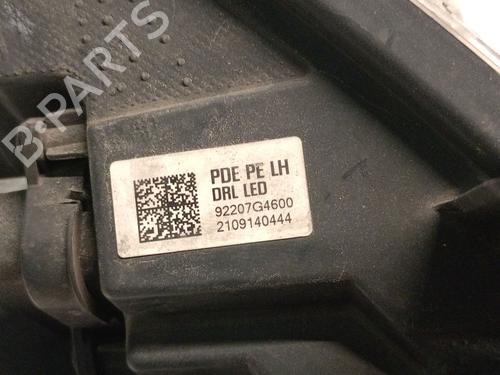 B-PARTS
PDE PE LH
DRL LED
92207G4600
2109140444